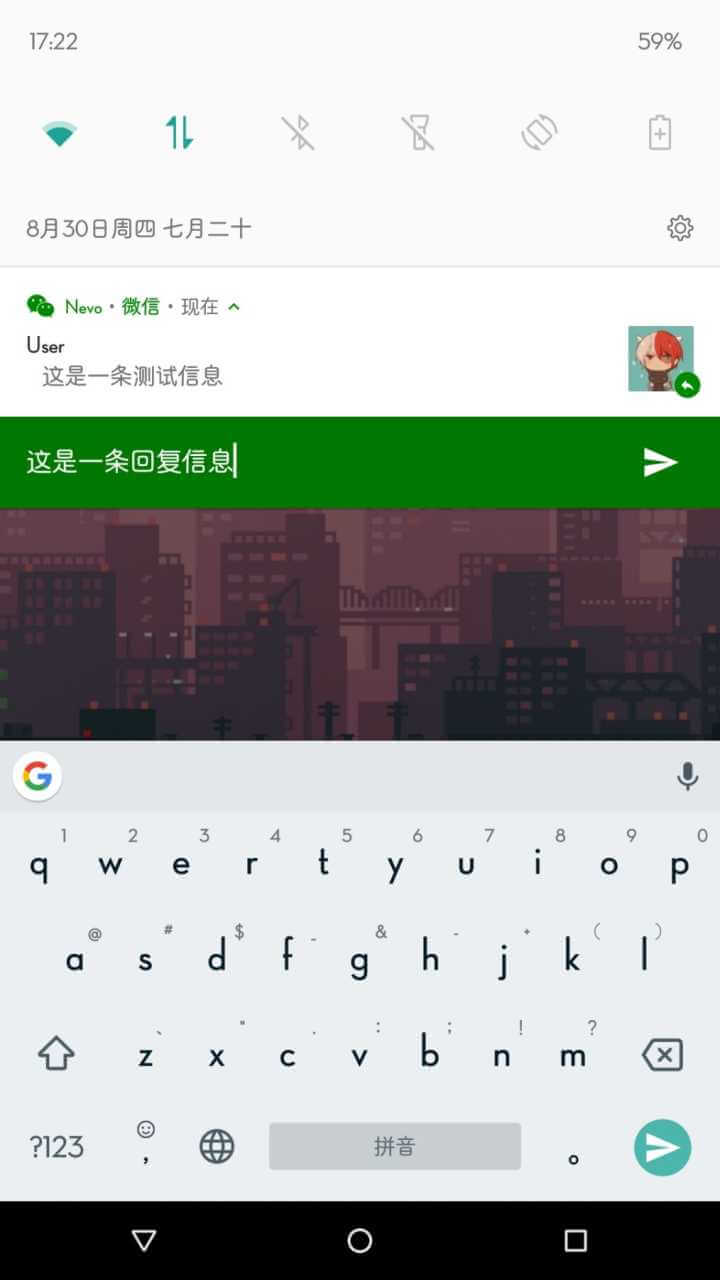 17:22 59%
8月30日周四 七月二十
Nevo · 微信 · 现在
User
这是一条测试信息
这是一条回复信息
G
1 2 3 4 5 6 7 8 9 0
q w e r t y u i o p
@ # $ - & - + ( )
a s d f g h j k l
、 " . : ; ! ?
z x c v b n m
?123 , 拼音 。